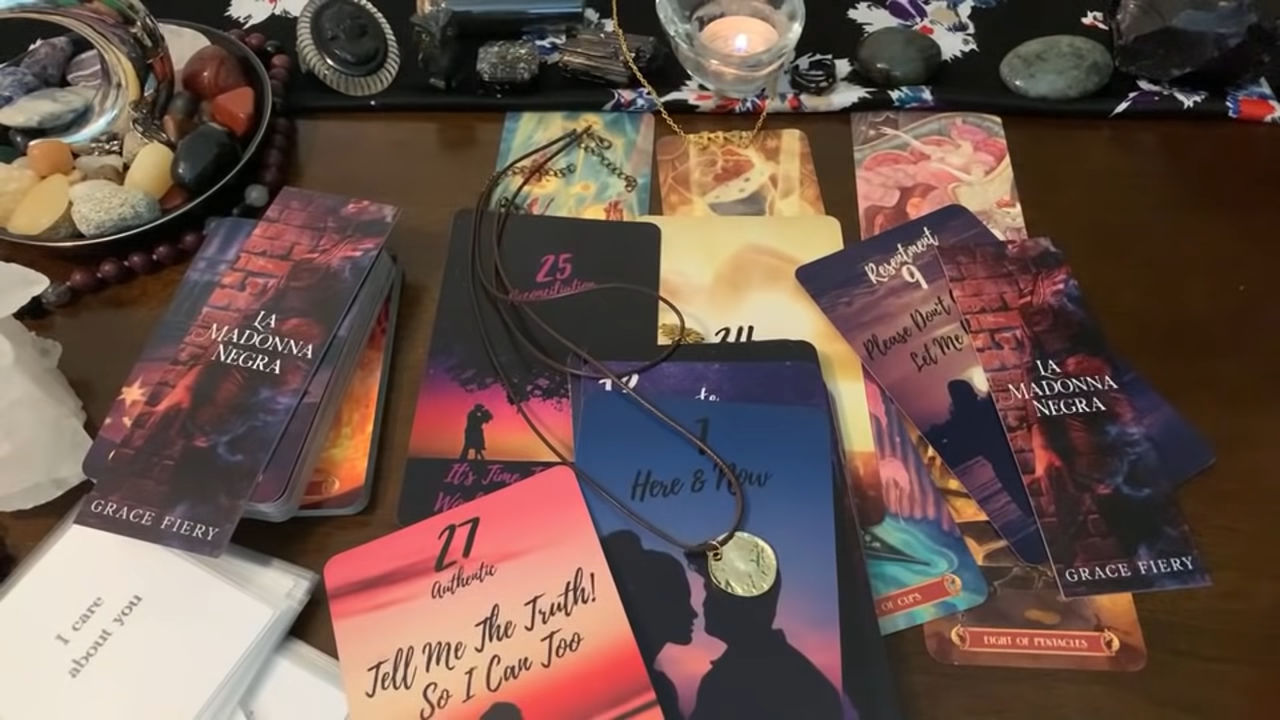 25
Reconciliation
It's Time T
24
Resentment
9
Please Don't
Let Me
LA
MADONNA
NEGRA
GRACE FIERY
LA
MADONNA
NEGRA
GRACE FIERY
1
Here & Now
27
Authentic
Tell Me The Truth!
So I Can Too
I care
about you
OF CUPS
EIGHT OF PENTACLES